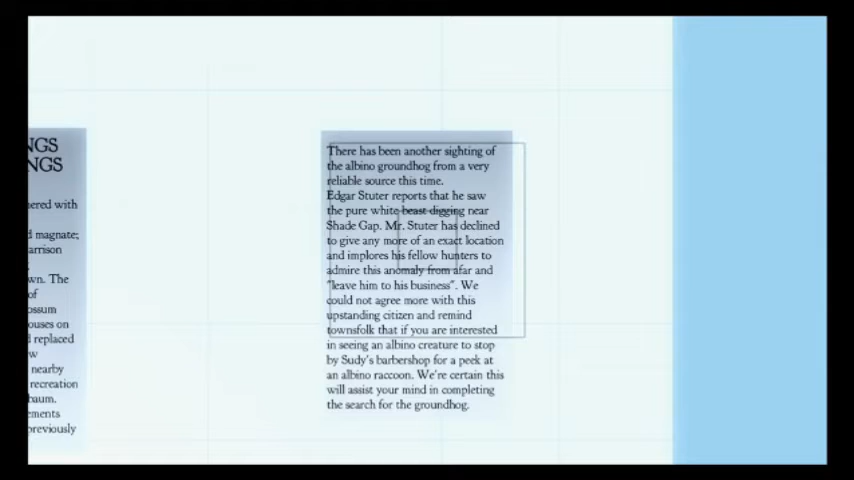 NGS
NGS
hered with
d magnate;
arrison
wn. The
of
ossum
ouses on
d replaced
w
nearby
recreation
baum.
ements
previously
There has been another sighting of
the albino groundhog from a very
reliable source this time.
Edgar Stuter reports that he saw
the pure white beast digging near
Shade Gap. Mr. Stuter has declined
to give any more of an exact location
and implores his fellow hunters to
admire this anomaly from afar and
"leave him to his business". We
could not agree more with this
upstanding citizen and remind
townsfolk that if you are interested
in seeing an albino creature to stop
by Sudy's barbershop for a peek at
an albino raccoon. We're certain this
will assist your mind in completing
the search for the groundhog.